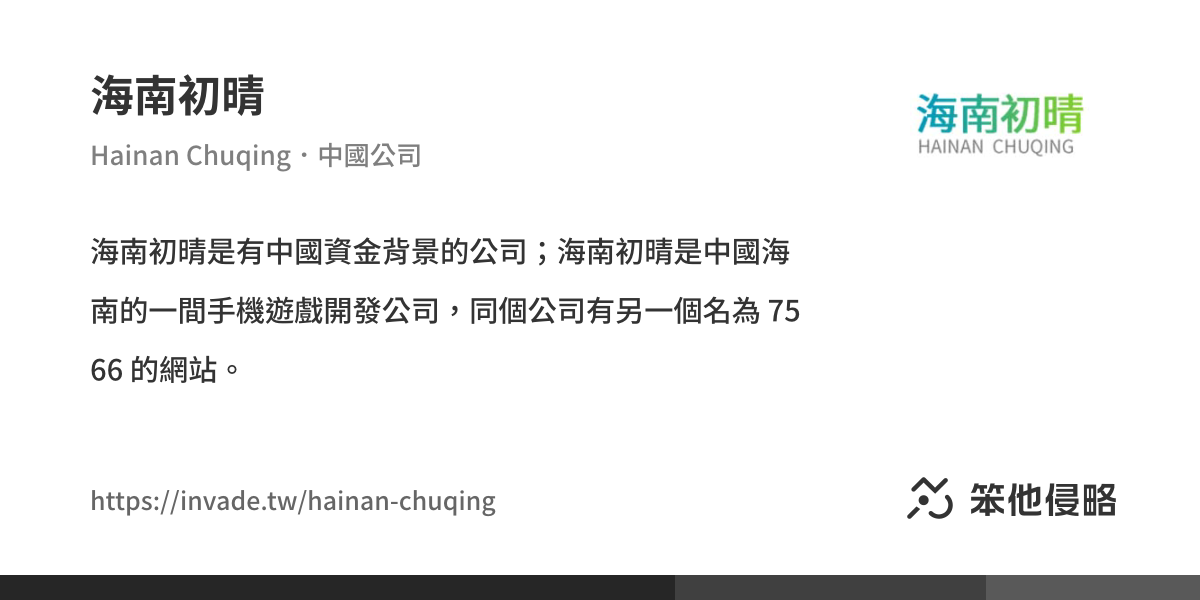 海南初晴
Hainan Chuqing・中國公司
海南初晴
HAINAN CHUQING
海南初晴是有中國資金背景的公司；海南初晴是中國海
南的一間手機遊戲開發公司，同個公司有另一個名為 75
66 的網站。
https://invade.tw/hainan-chuqing
笨他侵略